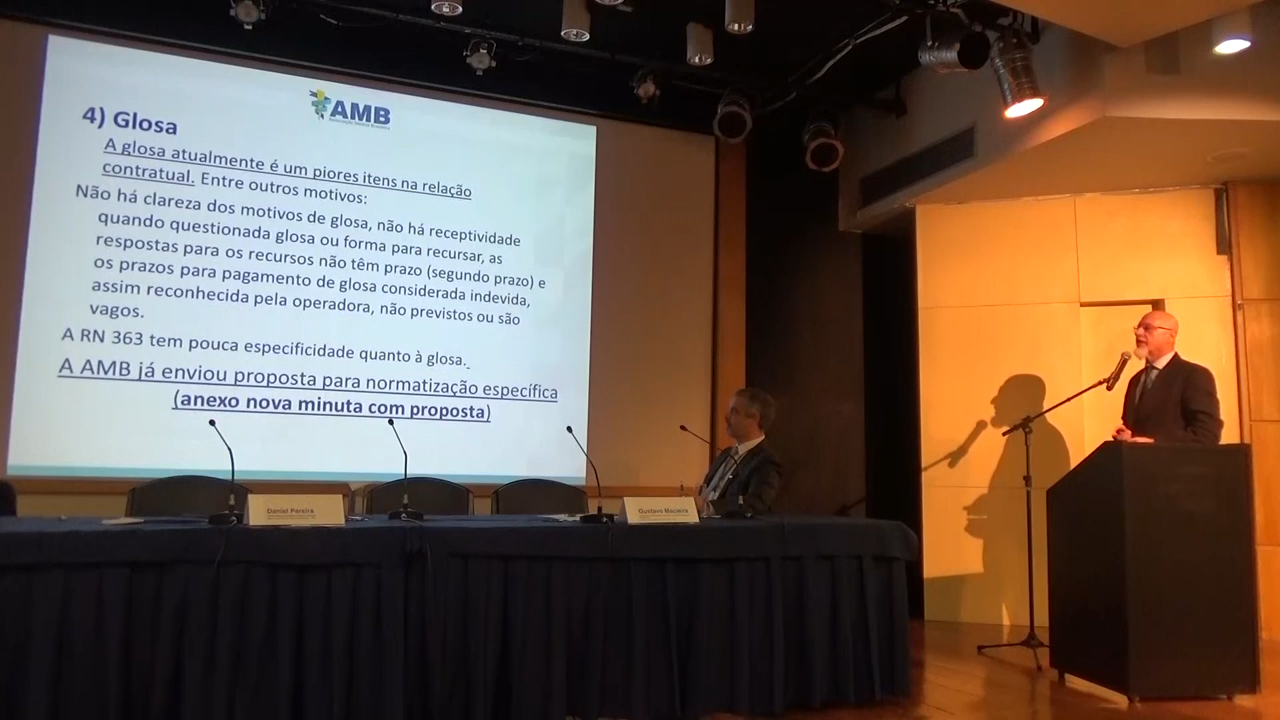 AMB
Associação Médica Brasileira
4) Glosa
A glosa atualmente é um piores itens na relação
contratual. Entre outros motivos:
Não há clareza dos motivos de glosa, não há receptividade
quando questionada glosa ou forma para recursar, as
respostas para os recursos não têm prazo (segundo prazo) e
os prazos para pagamento de glosa considerada indevida,
assim reconhecida pela operadora, não previstos ou são
vagos.
A RN 363 tem pouca especificidade quanto à glosa.
A AMB já enviou proposta para normatização específica
(anexo nova minuta com proposta)
Daniel Pereira
Gustavo Macieira